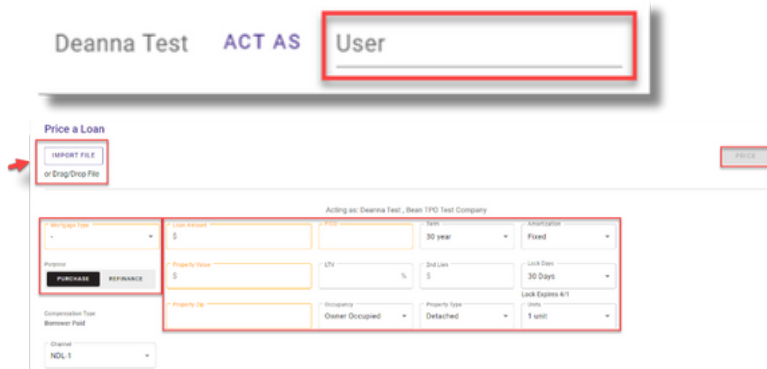 Deanna Test ACT AS User
Price a Loan
IMPORT FILE
or Drag/Drop File
PRICE
Acting as: Deanna Test , Bean TPO Test Company
Mortgage Type Loan Amount FICO Term Amortization
- $ 30 year Fixed
Purpose Property Value LTV 2nd Lien Lock Days
PURCHASE REFINANCE $ % $ 30 Days
Lock Expires 4/1
Property Zip Occupancy Property Type Units
Compensation Type Owner Occupied Detached 1 unit
Borrower Paid
Channel
NDL-1